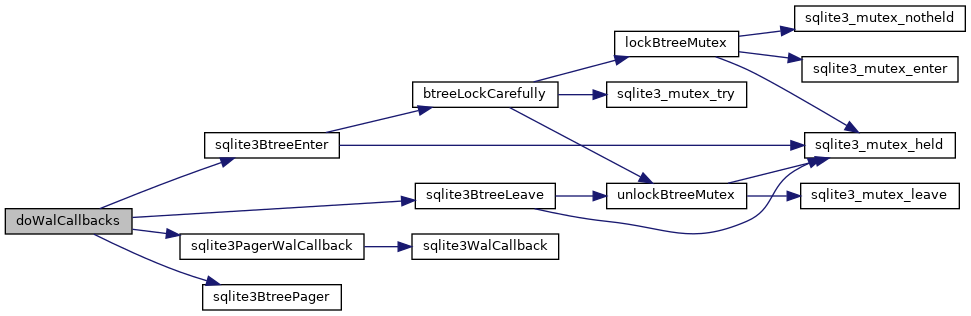 sqlite3_mutex_notheld
lockBtreeMutex
sqlite3_mutex_enter
btreeLockCarefully
sqlite3_mutex_try
sqlite3BtreeEnter
sqlite3_mutex_held
sqlite3BtreeLeave
unlockBtreeMutex
sqlite3_mutex_leave
doWalCallbacks
sqlite3PagerWalCallback
sqlite3WalCallback
sqlite3BtreePager